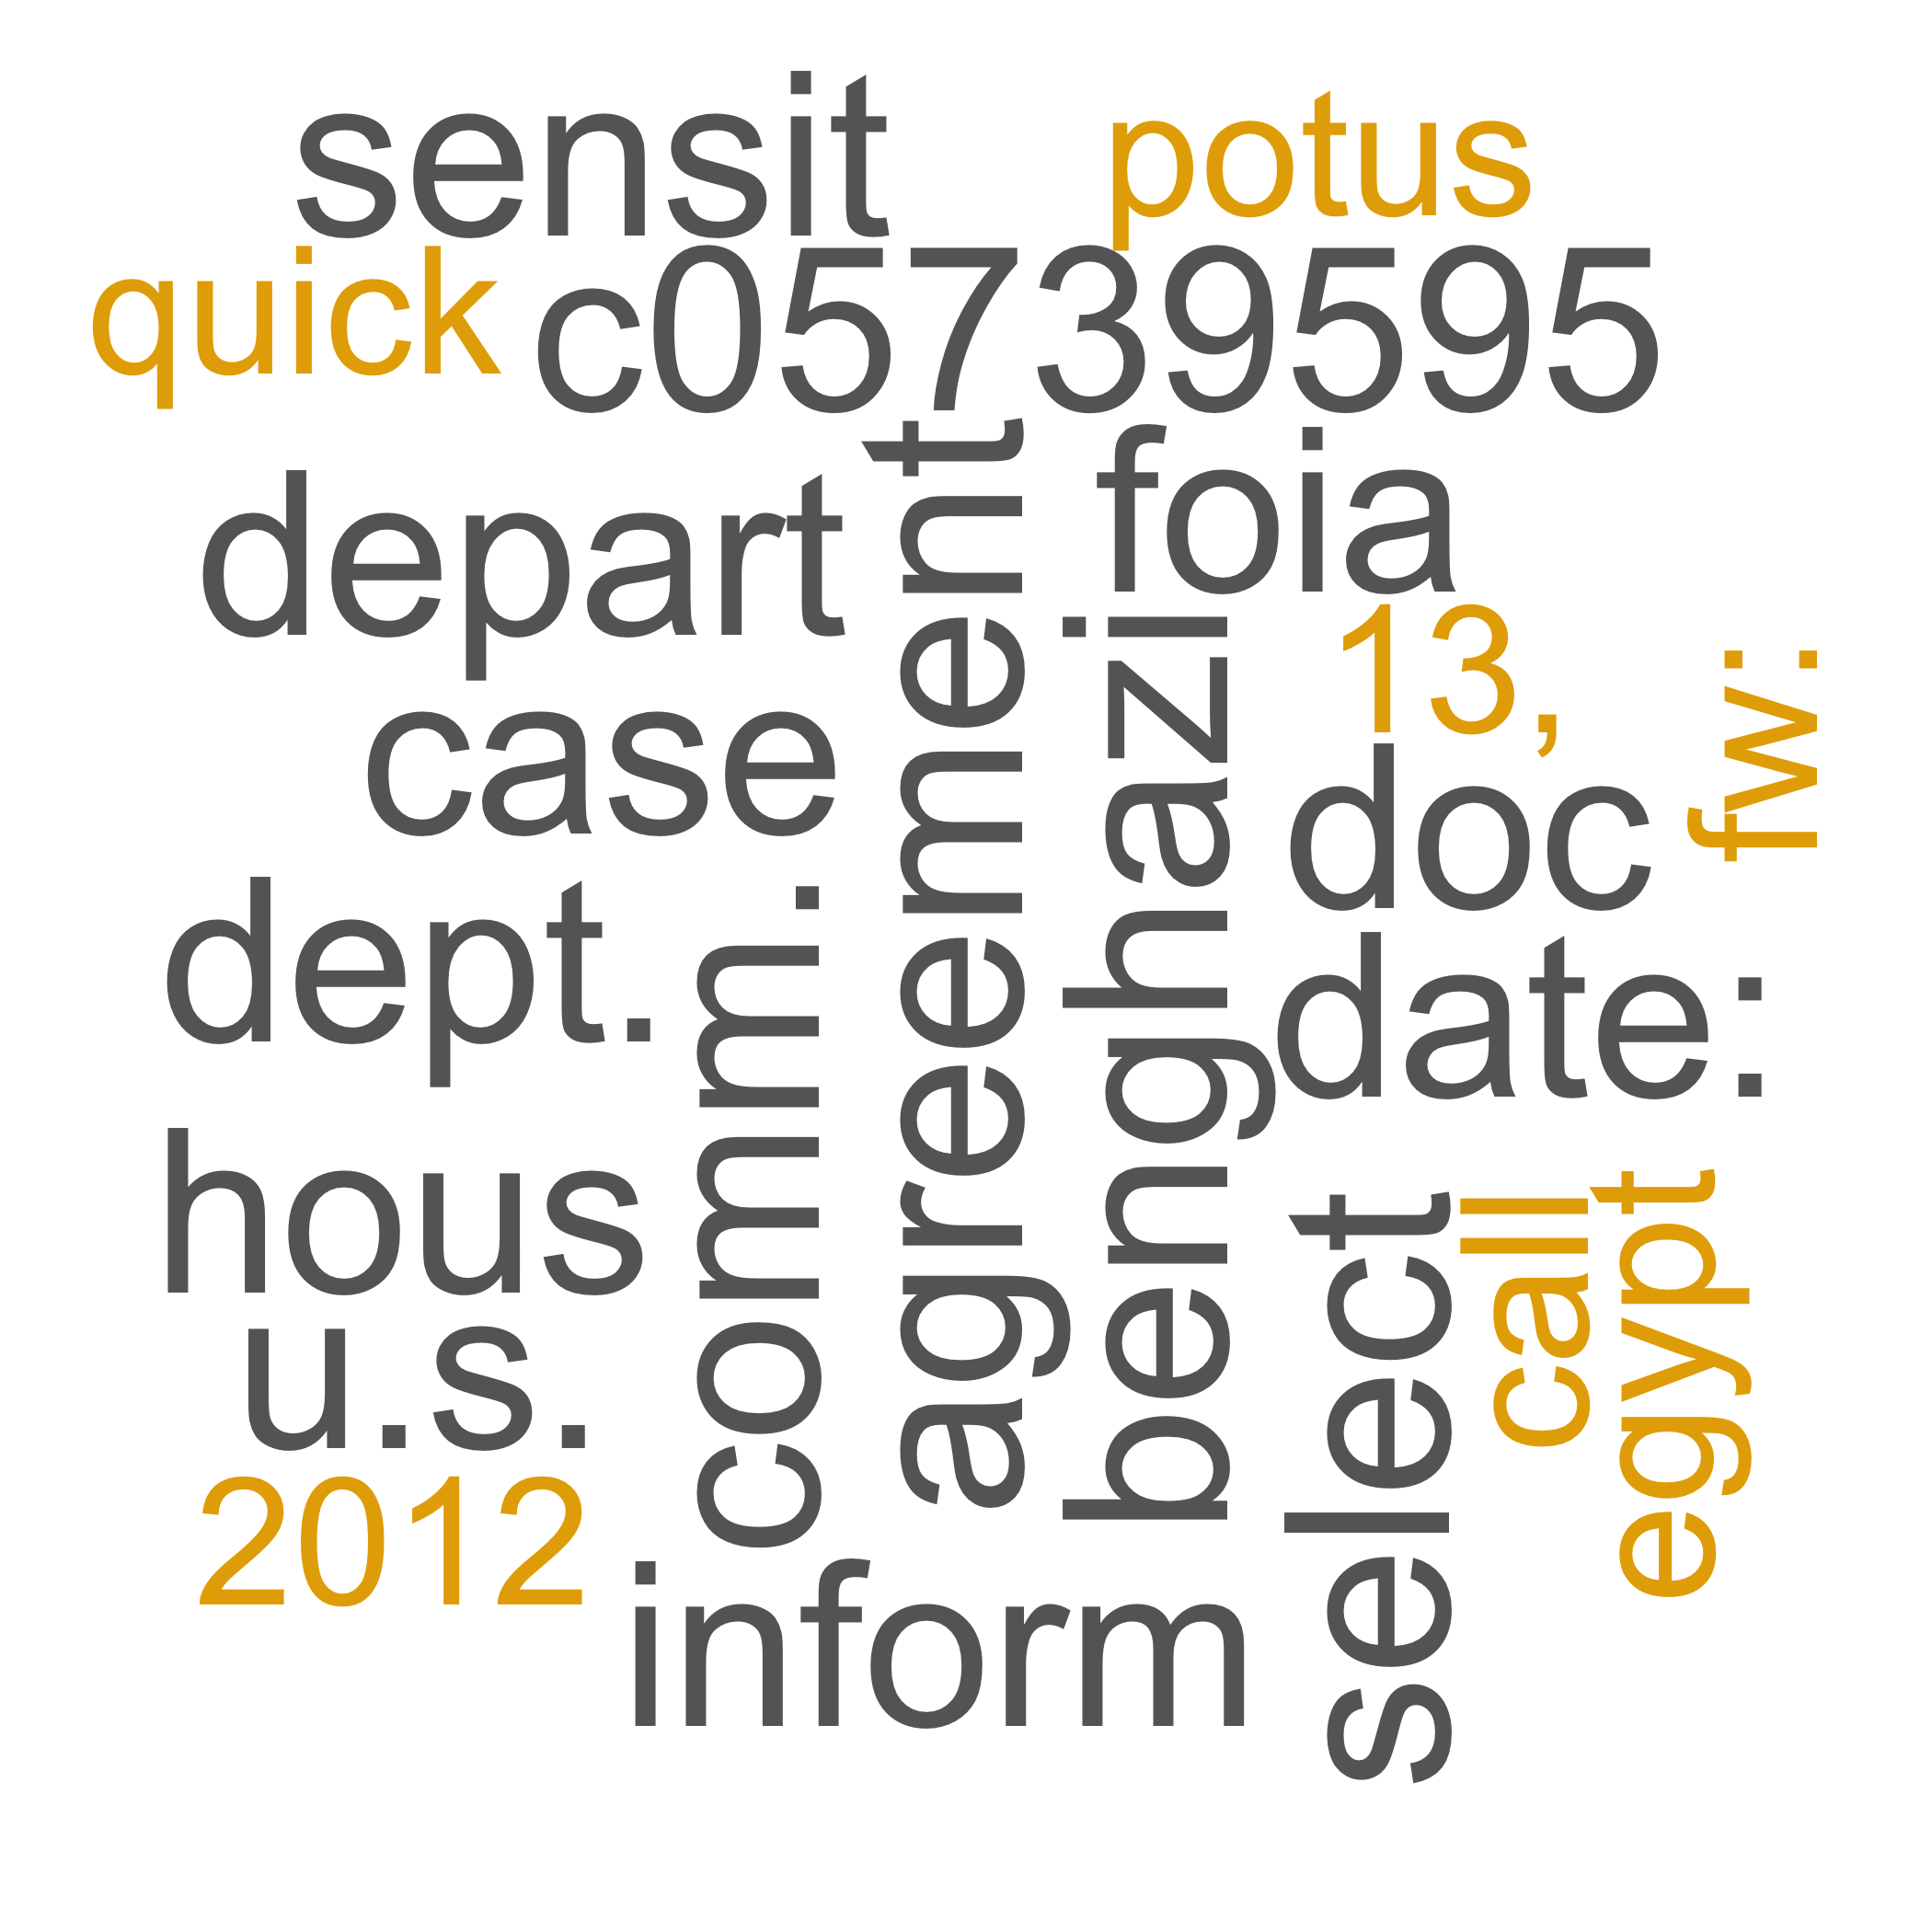 sensit
potus
quick
c05739595
depart
agreement
foia
benghazi
13,
fw:
case
doc
dept.
comm.
date:
hous
select
call
egypt
u.s.
2012
inform